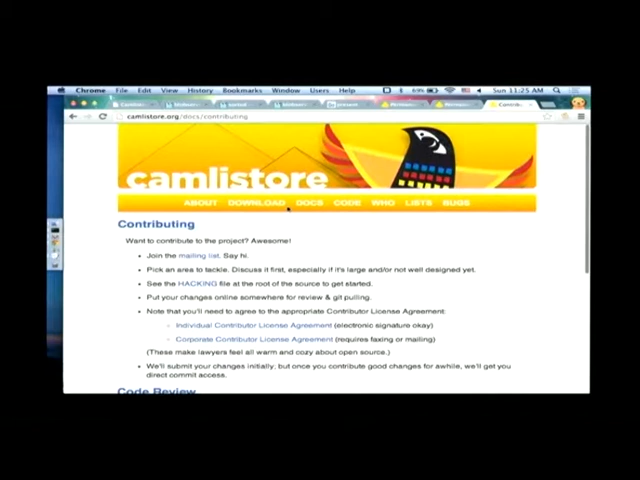 Chrome File Edit View History Bookmarks Window Users Help Sun 11:25 AM
Contrib
camlistore.org/docs/contributing
camlistore
ABOUT DOWNLOAD DOCS CODE WHO LISTS BUGS
Contributing
Want to contribute to the project? Awesome!
Join the mailing list. Say hi.
Pick an area to tackle. Discuss it first, especially if it's large and/or not well designed yet.
See the HACKING file at the root of the source to get started.
Put your changes online somewhere for review & git pulling.
Note that you'll need to agree to the appropriate Contributor License Agreement:
Individual Contributor License Agreement (electronic signature okay)
Corporate Contributor License Agreement (requires faxing or mailing)
(These make lawyers feel all warm and cozy about open source.)
We'll submit your changes initially, but once you contribute good changes for awhile, we'll get you
direct commit access.
Code Review